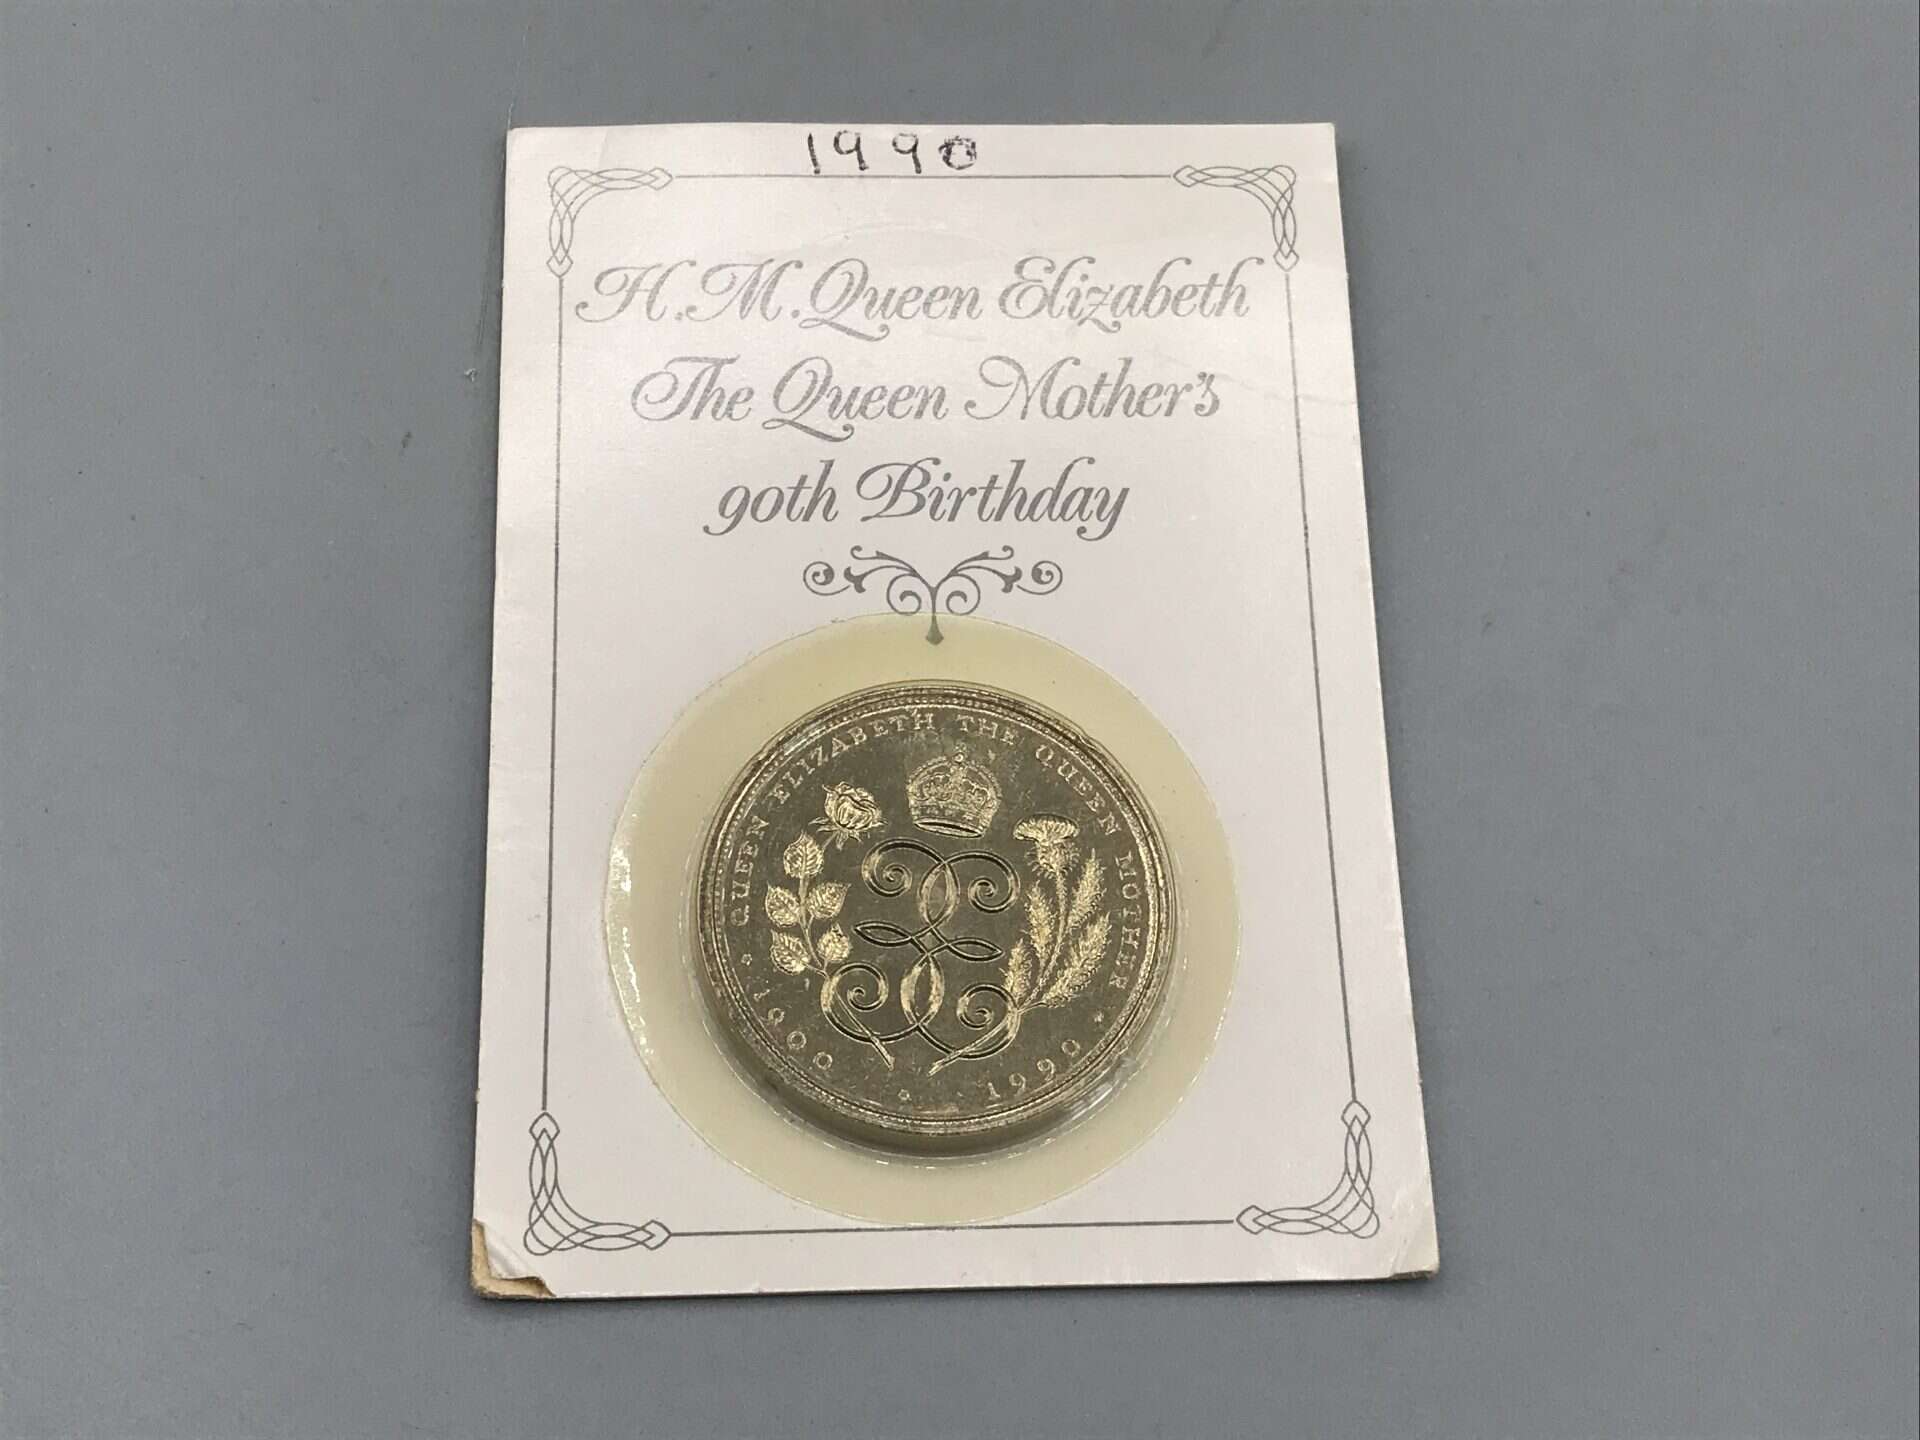 1990
H.M. Queen Elizabeth
The Queen Mother's
90th Birthday
QUEEN ELIZABETH THE QUEEN MOTHER
1900 1990